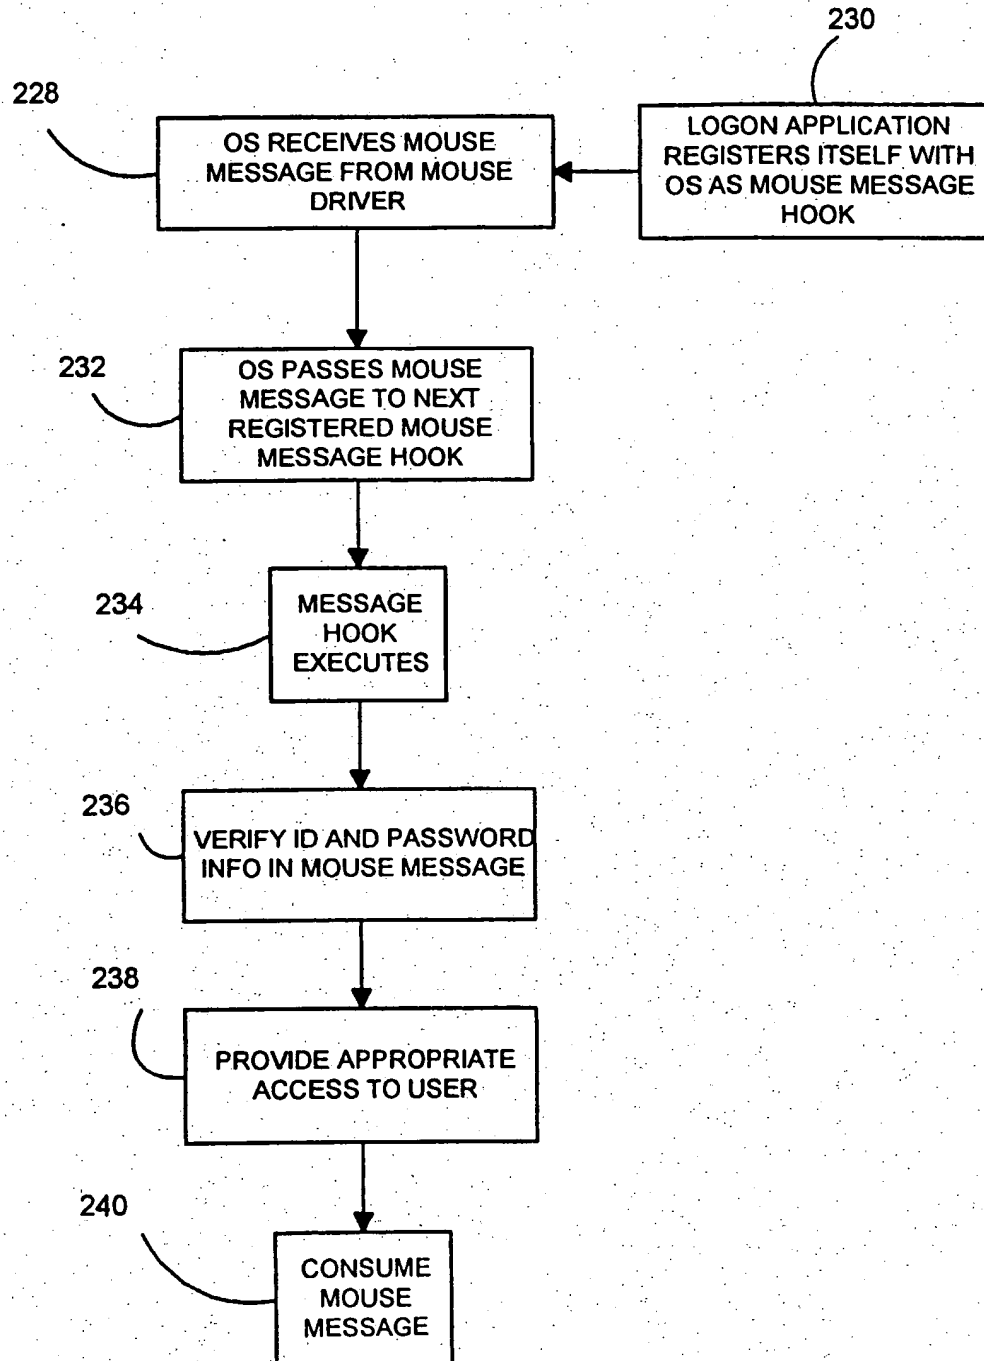 230
228
LOGON APPLICATION
REGISTERS ITSELF WITH
OS AS MOUSE MESSAGE
HOOK
OS RECEIVES MOUSE
MESSAGE FROM MOUSE
DRIVER
232
OS PASSES MOUSE
MESSAGE TO NEXT
REGISTERED MOUSE
MESSAGE HOOK
234
MESSAGE
HOOK
EXECUTES
236
VERIFY ID AND PASSWORD
INFO IN MOUSE MESSAGE
238
PROVIDE APPROPRIATE
ACCESS TO USER
240
CONSUME
MOUSE
MESSAGE